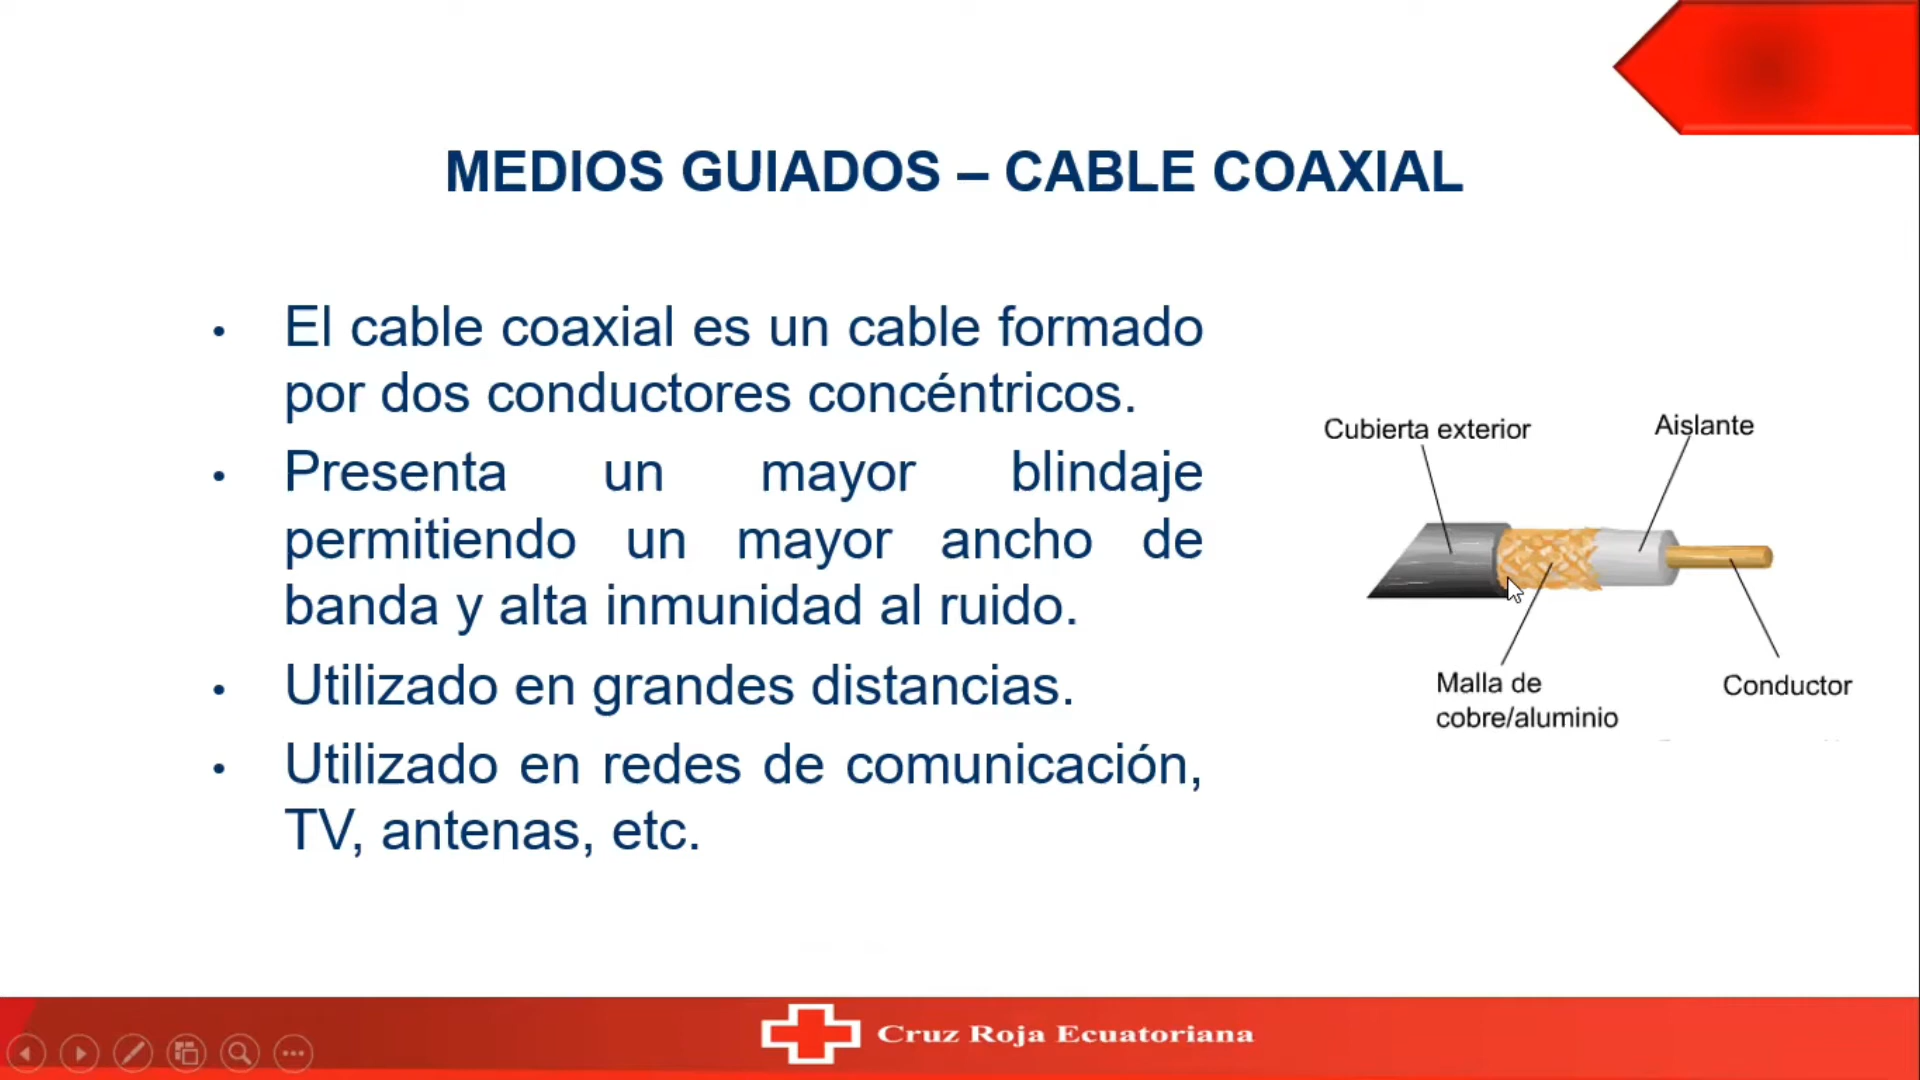 MEDIOS GUIADOS – CABLE COAXIAL
• El cable coaxial es un cable formado
por dos conductores concéntricos.
• Presenta un mayor blindaje
permitiendo un mayor ancho de
banda y alta inmunidad al ruido.
• Utilizado en grandes distancias.
• Utilizado en redes de comunicación,
TV, antenas, etc.
Cubierta exterior
Aislante
Malla de
cobre/aluminio
Conductor
Cruz Roja Ecuatoriana